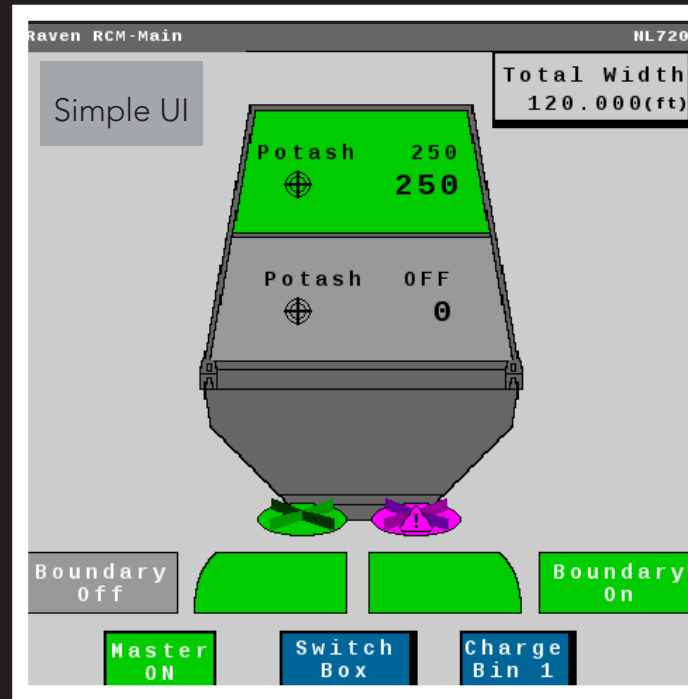 Raven RCM-Main NL720
Simple UI
Total Width
120.000(ft)
Potash 250
250
Potash OFF
0
!
Boundary
Off
Boundary
On
Master
ON
Switch
Box
Charge
Bin 1